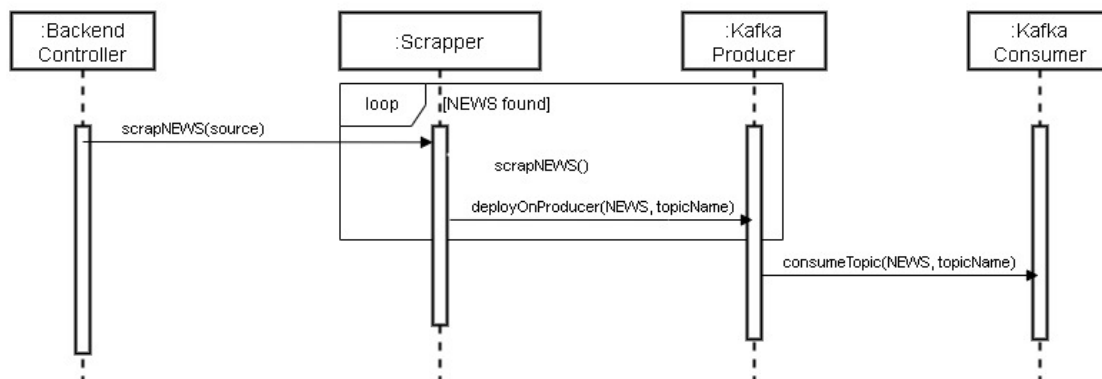 :Backend
Controller
:Scrapper
:Kafka
Producer
:Kafka
Consumer
loop
[NEWS found]
scrapNEWS(source)
scrapNEWS()
deployOnProducer(NEWS, topicName)
consumeTopic(NEWS, topicName)